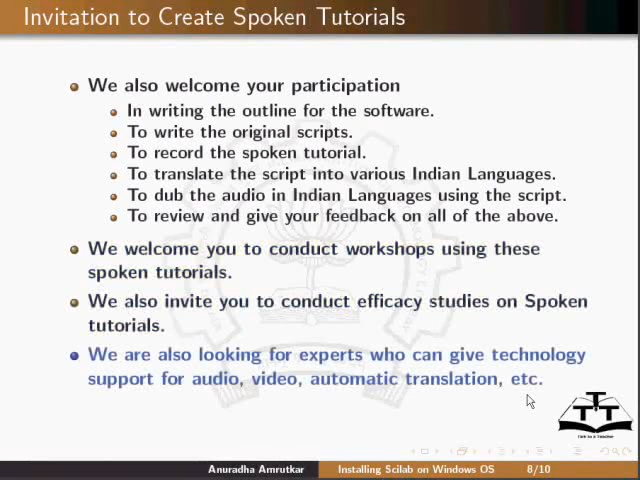 Invitation to Create Spoken Tutorials
We also welcome your participation
In writing the outline for the software.
To write the original scripts.
To record the spoken tutorial.
To translate the script into various Indian Languages.
To dub the audio in Indian Languages using the script.
To review and give your feedback on all of the above.
We welcome you to conduct workshops using these
spoken tutorials.
We also invite you to conduct efficacy studies on Spoken
tutorials.
We are also looking for experts who can give technology
support for audio, video, automatic translation, etc.
TTT
Talk to a Teacher
Anuradha Amrutkar Installing Scilab on Windows OS 8/10